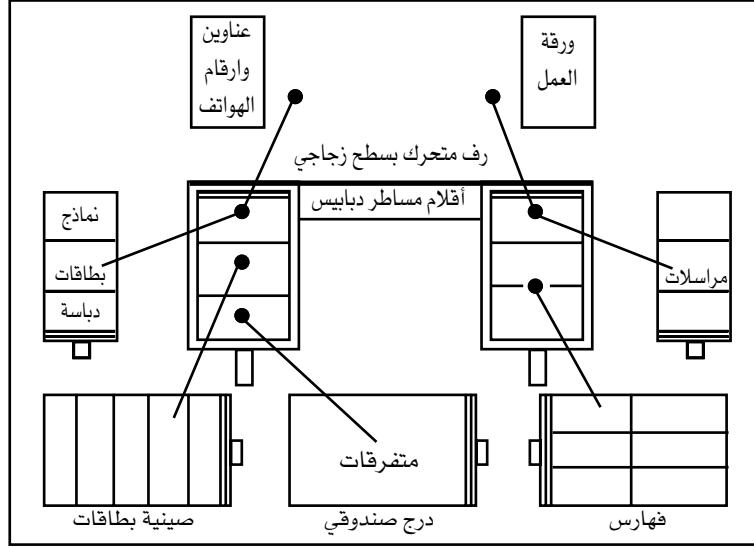 ورقة
العمل
عناوين
وارقام
الهواتف
رف متحرك بسطح زجاجي
أقلام مساطر دبابيس
مراسلات
نماذج
بطاقات
دباسة
متفرقات
فهارس
درج صندوقي
صينية بطاقات